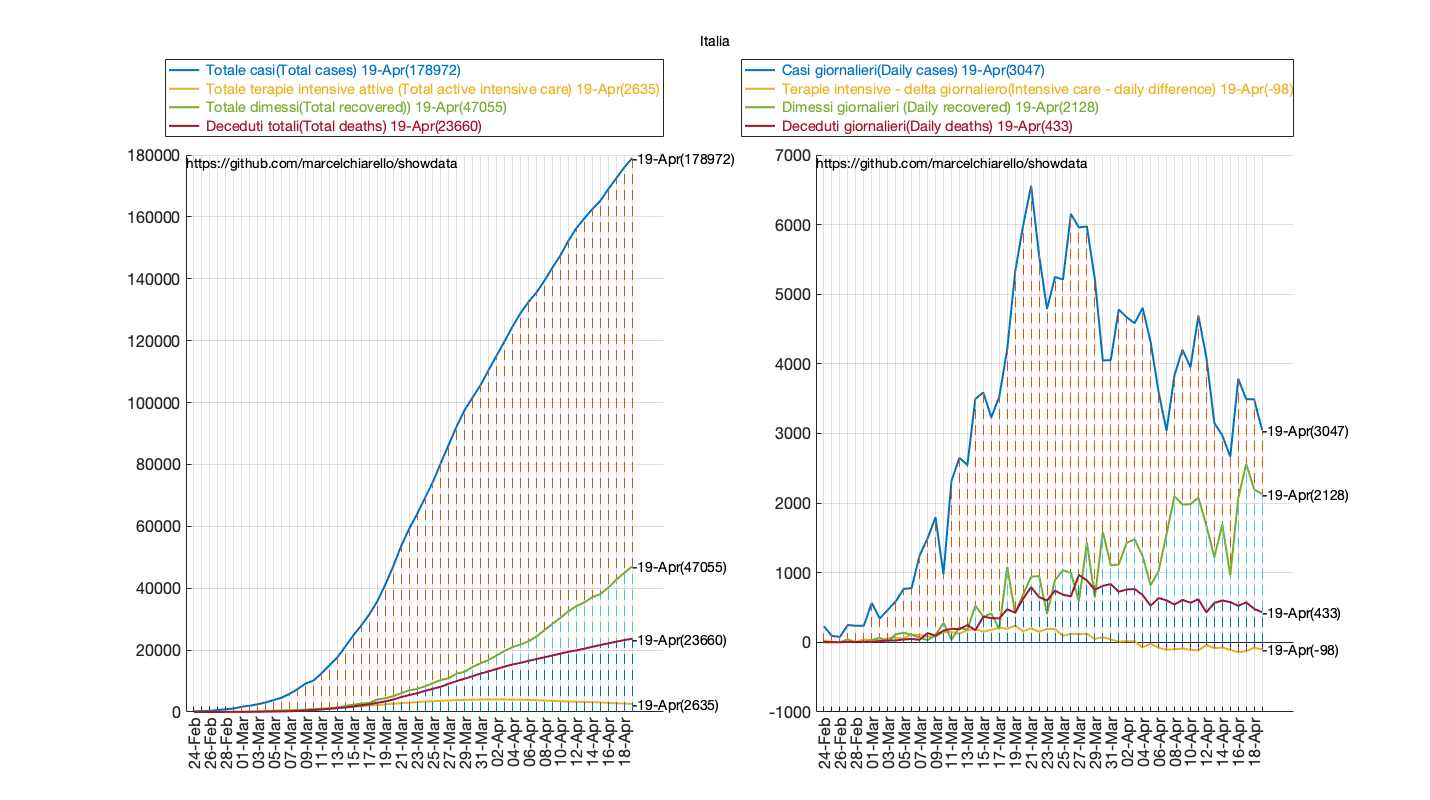 Italia
Totale casi(Total cases) 19-Apr(178972)
Totale terapie intensive attive (Total active intensive care) 19-Apr(2635)
Totale dimessi(Total recovered)) 19-Apr(47055)
Deceduti totali(Total deaths) 19-Apr(23660)
180000
160000
140000
120000
100000
80000
60000
40000
20000
0
https://github.com/marcelchiarello/showdata
19-Apr(178972)
19-Apr(47055)
19-Apr(23660)
19-Apr(2635)
24-Feb
26-Feb
28-Feb
01-Mar
03-Mar
05-Mar
07-Mar
09-Mar
11-Mar
13-Mar
15-Mar
17-Mar
19-Mar
21-Mar
23-Mar
25-Mar
27-Mar
29-Mar
31-Mar
02-Apr
04-Apr
06-Apr
08-Apr
10-Apr
12-Apr
14-Apr
16-Apr
18-Apr
Casi giornalieri(Daily cases) 19-Apr(3047)
Terapie intensive - delta giornaliero(Intensive care - daily difference) 19-Apr(-98)
Dimessi giornalieri (Daily recovered) 19-Apr(2128)
Deceduti giornalieri(Daily deaths) 19-Apr(433)
7000
6000
5000
4000
3000
2000
1000
0
-1000
https://github.com/marcelchiarello/showdata
19-Apr(3047)
19-Apr(2128)
19-Apr(433)
19-Apr(-98)
24-Feb
26-Feb
28-Feb
01-Mar
03-Mar
05-Mar
07-Mar
09-Mar
11-Mar
13-Mar
15-Mar
17-Mar
19-Mar
21-Mar
23-Mar
25-Mar
27-Mar
29-Mar
31-Mar
02-Apr
04-Apr
06-Apr
08-Apr
10-Apr
12-Apr
14-Apr
16-Apr
18-Apr